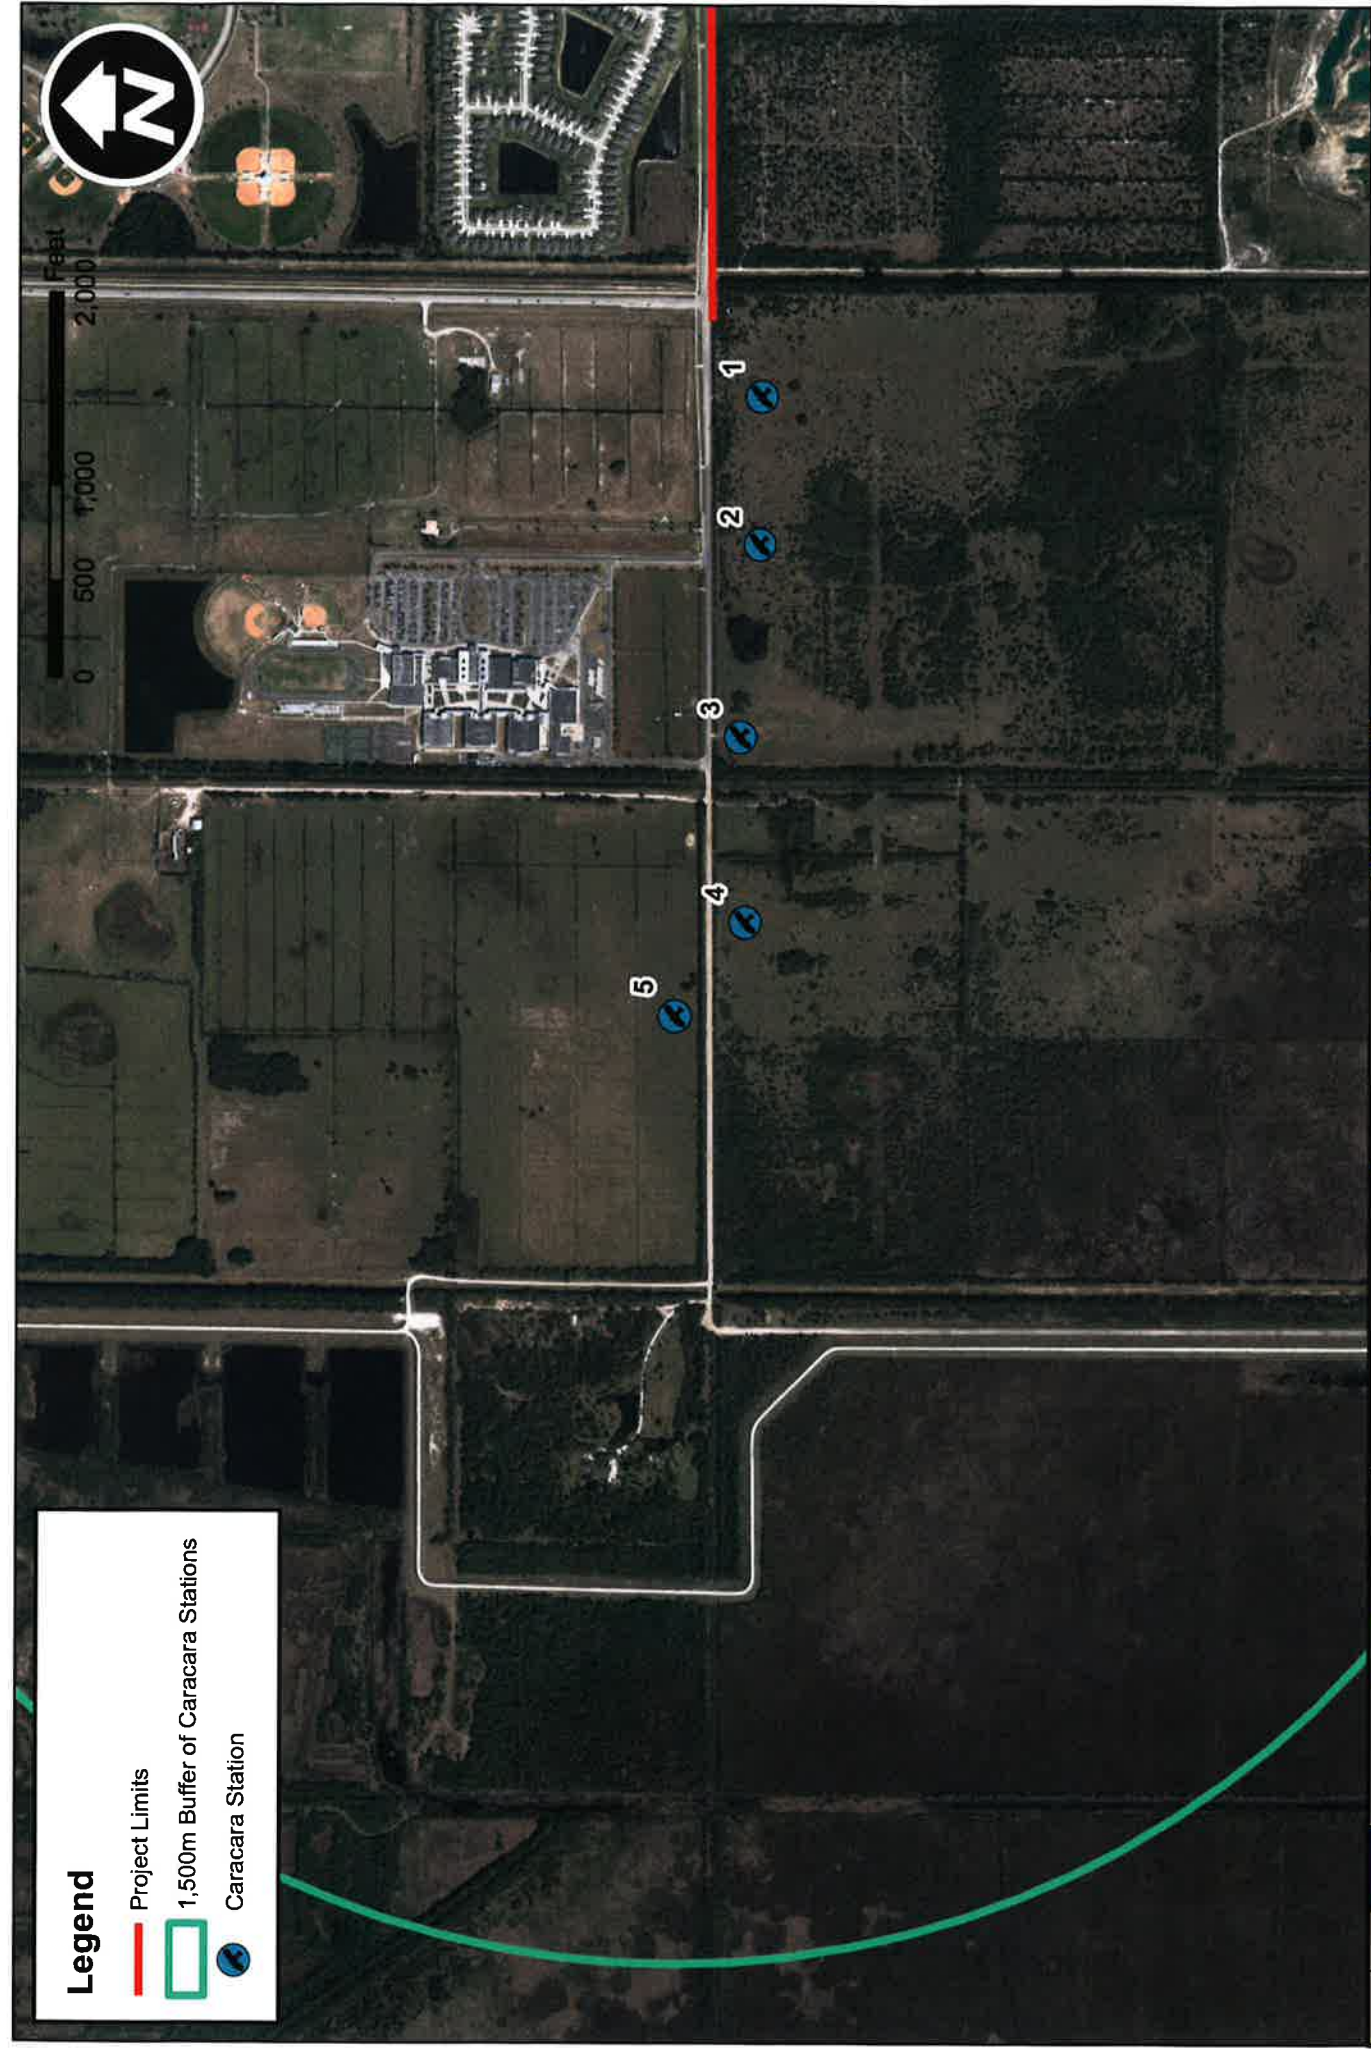 N
0 500 1,000 2,000
Feet
1
2
3
4
5
Legend
Project Limits
1,500m Buffer of Caracara Stations
Caracara Station